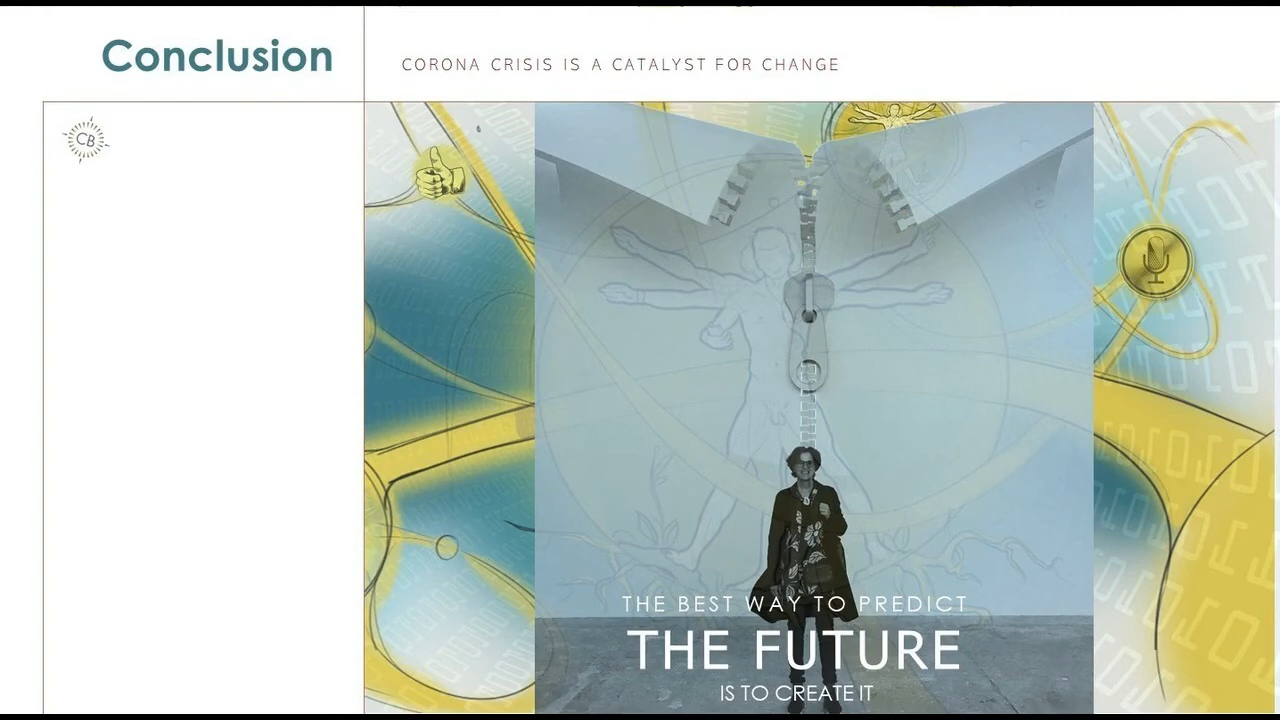 Conclusion
CORONA CRISIS IS A CATALYST FOR CHANGE
CB
THE BEST WAY TO PREDICT
THE FUTURE
IS TO CREATE IT